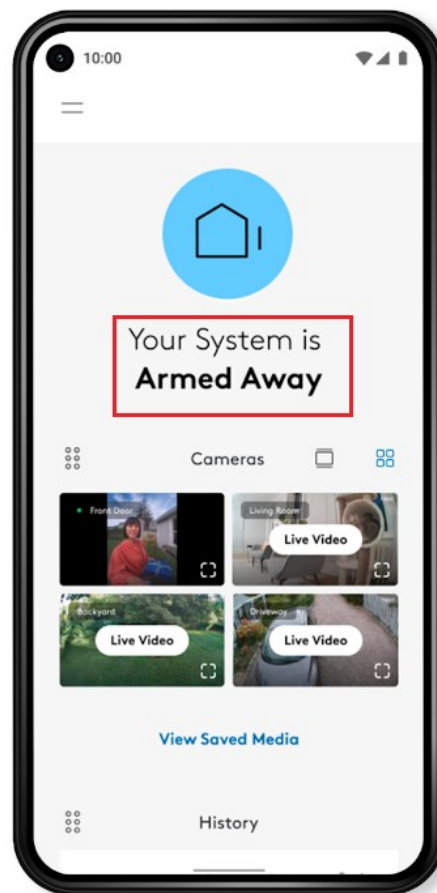 10:00
Your System is
Armed Away
Cameras
Front Door
Living Room
Live Video
Backyard
Live Video
Driveway
Live Video
View Saved Media
History